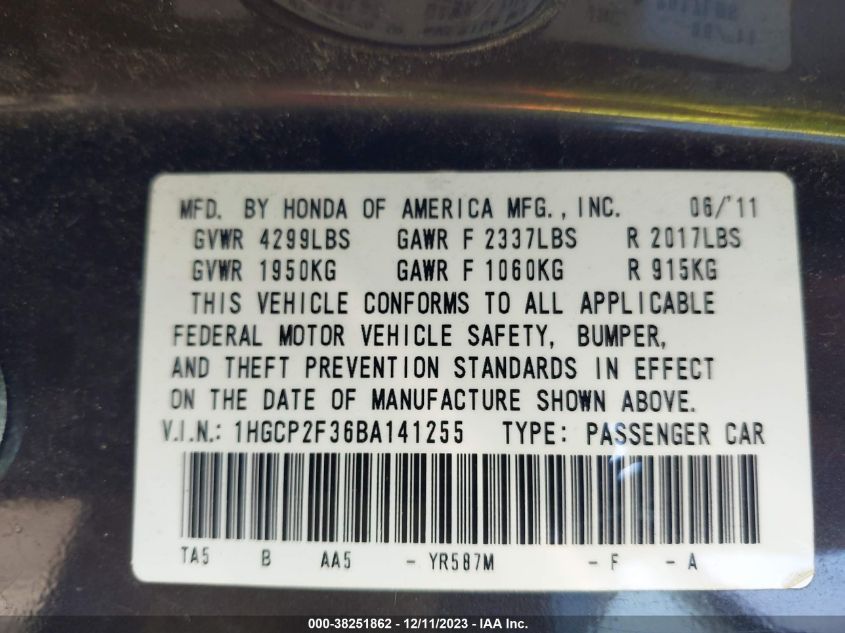 MFD. BY HONDA OF AMERICA MFG., INC. 06/'11
GVWR 4299LBS GAWR F 2337LBS R 2017LBS
GVWR 1950KG GAWR F 1060KG R 915KG
THIS VEHICLE CONFORMS TO ALL APPLICABLE
FEDERAL MOTOR VEHICLE SAFETY, BUMPER,
AND THEFT PREVENTION STANDARDS IN EFFECT
ON THE DATE OF MANUFACTURE SHOWN ABOVE.
V.I.N.: 1HGCP2F36BA141255 TYPE: PASSENGER CAR
TA5 B AA5 - YR587M - F - A
000-38251862 - 12/11/2023 - IAA Inc.